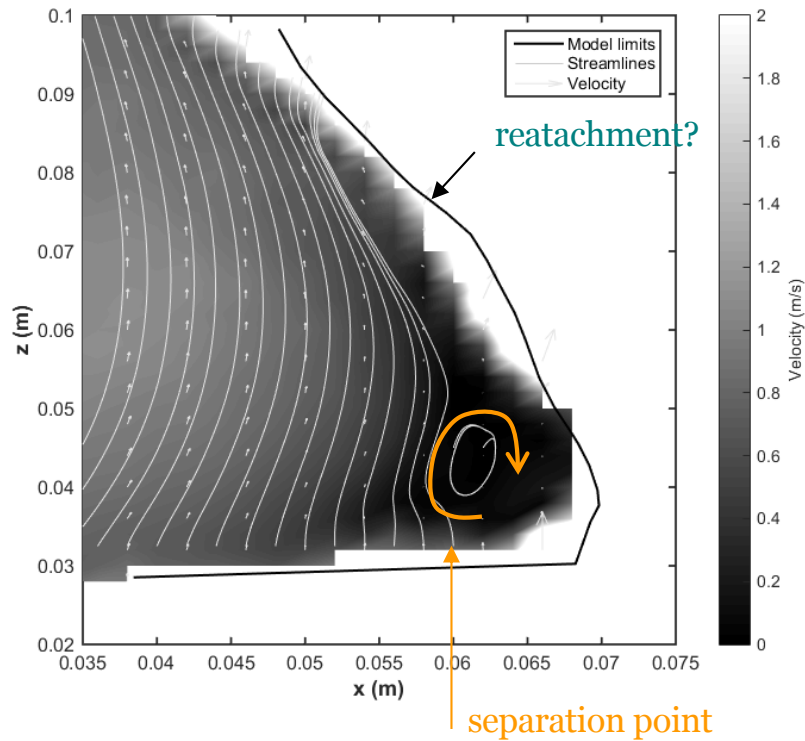 0.1
0.09
0.08
0.07
0.06
0.05
0.04
0.03
0.02
z (m)
0.035 0.04 0.045 0.05 0.055 0.06 0.065 0.07 0.075
x (m)
Model limits
Streamlines
Velocity
reatachment?
separation point
2
1.8
1.6
1.4
1.2
1
0.8
0.6
0.4
0.2
0
Velocity (m/s)